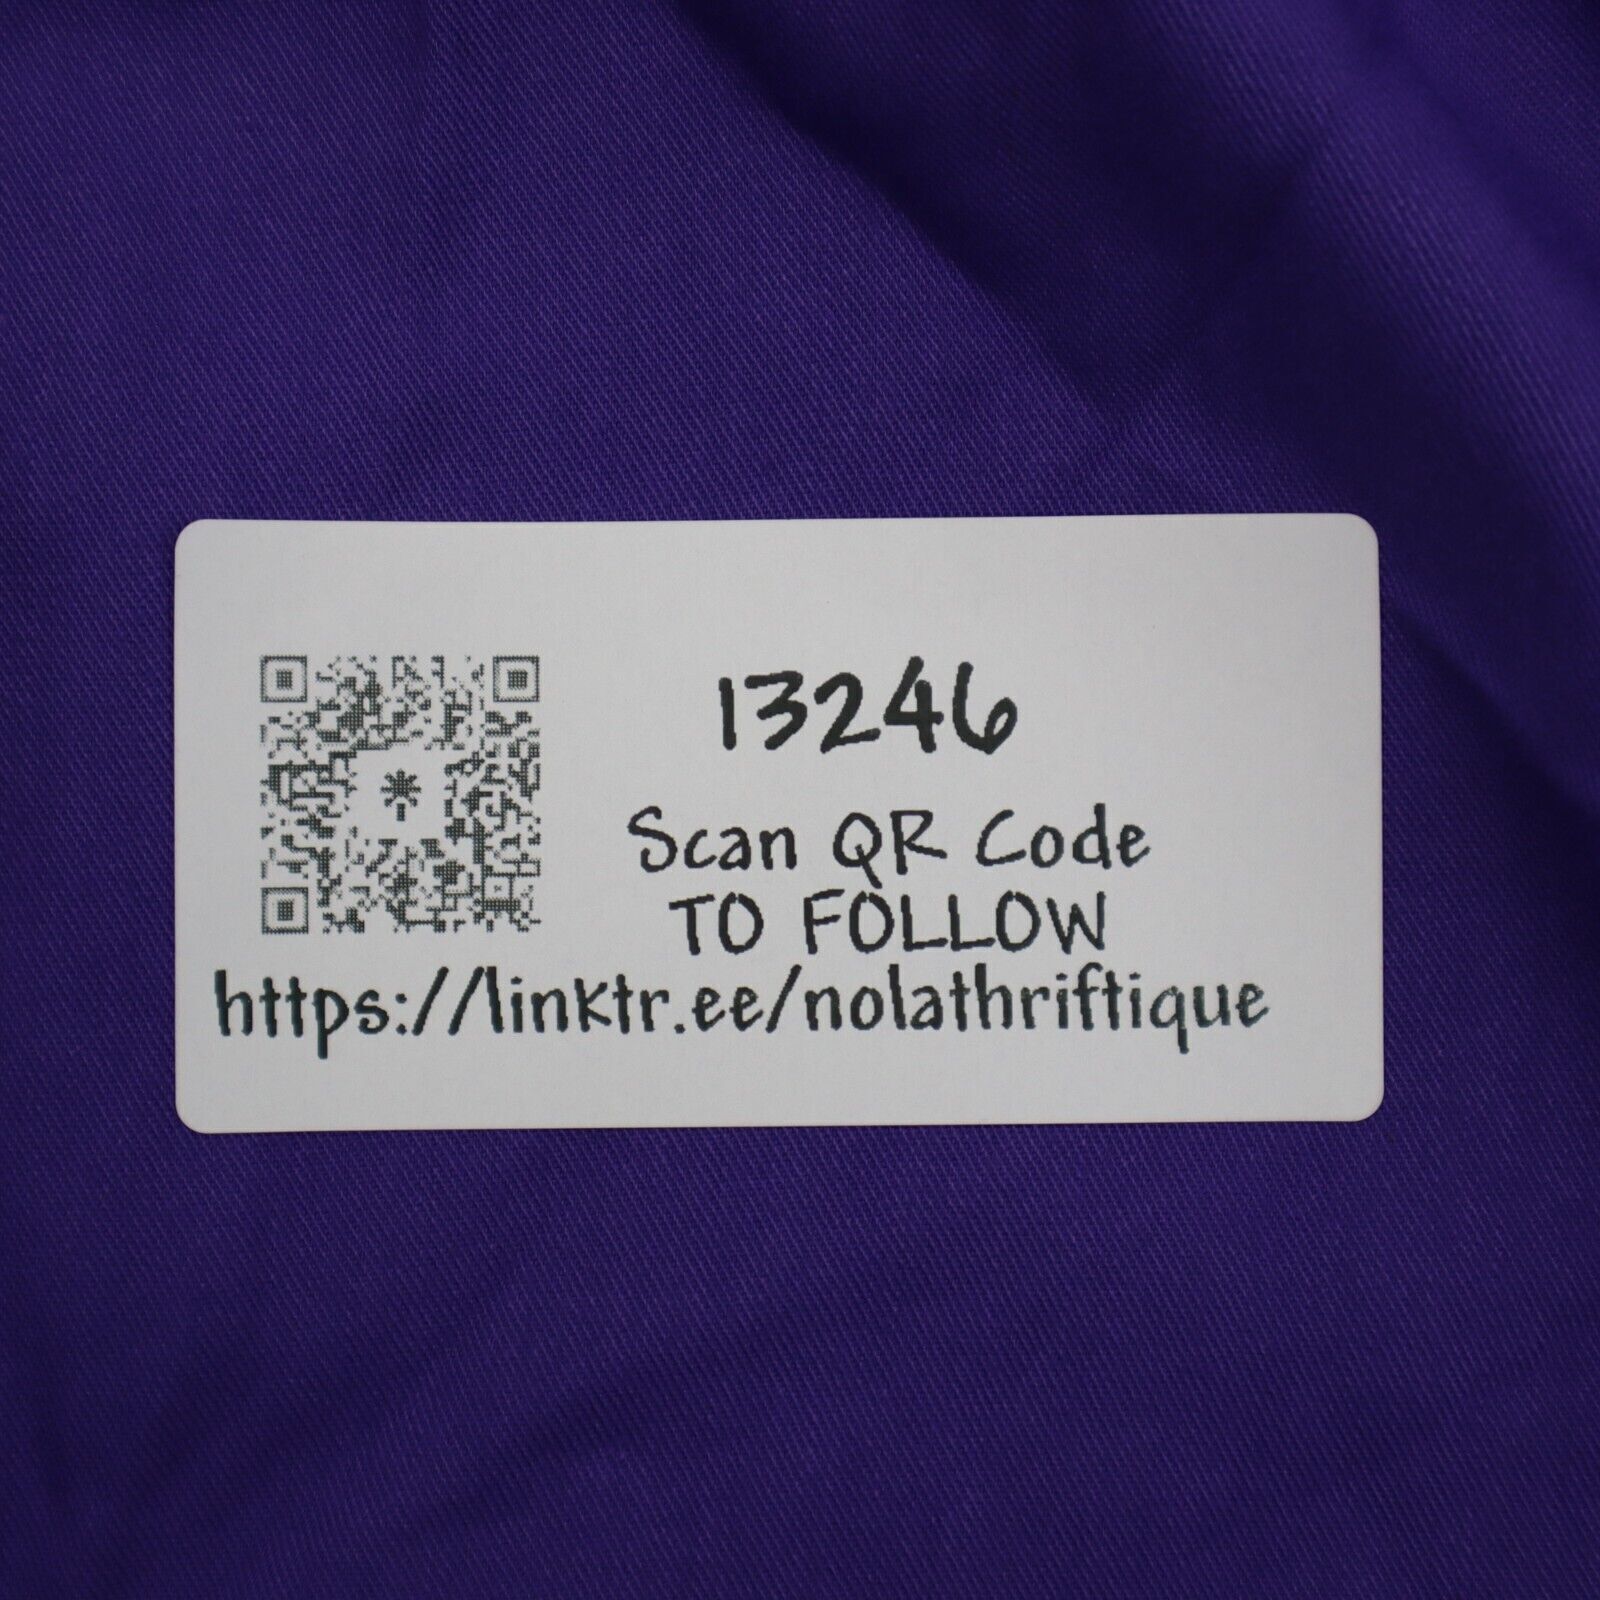 13246
Scan QR Code
TO FOLLOW
https://linktr.ee/nolathriftique